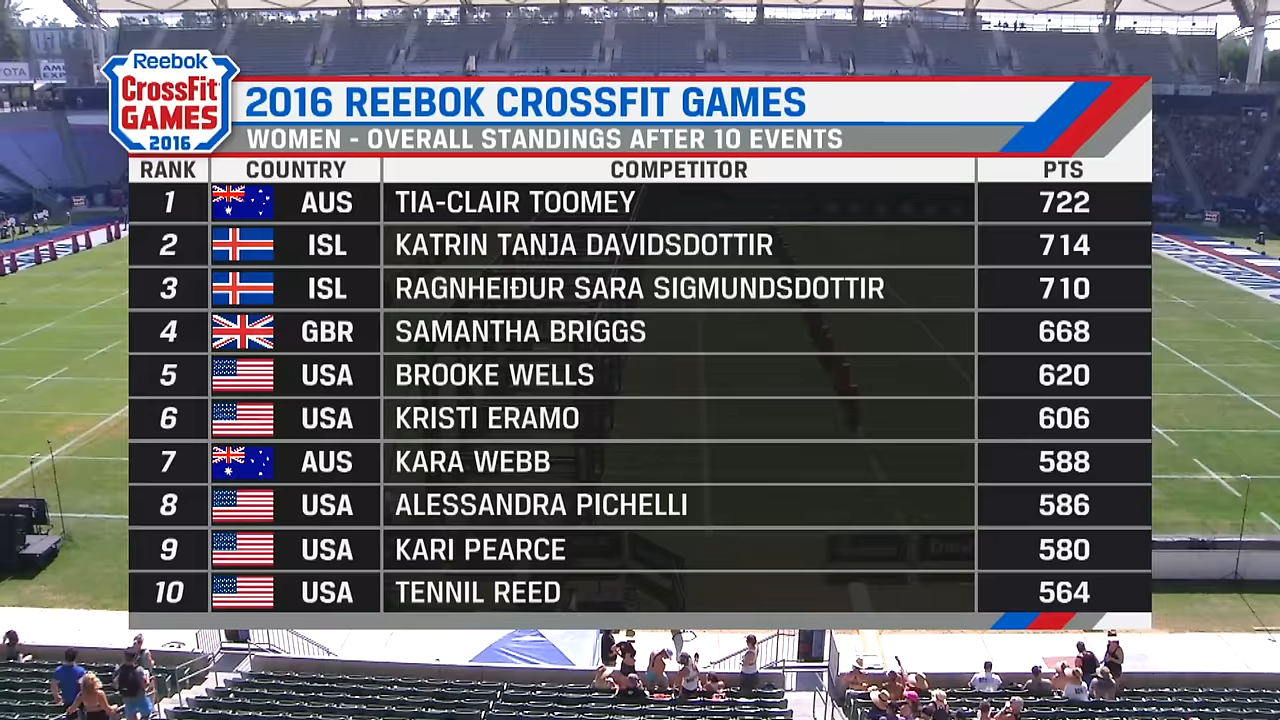 Reebok
CrossFit
GAMES
2016
2016 REEBOK CROSSFIT GAMES
WOMEN - OVERALL STANDINGS AFTER 10 EVENTS
RANK COUNTRY COMPETITOR PTS
1 AUS TIA-CLAIR TOOMEY 722
2 ISL KATRIN TANJA DAVIDSDOTTIR 714
3 ISL RAGNHEIÐUR SARA SIGMUNDSDOTTIR 710
4 GBR SAMANTHA BRIGGS 668
5 USA BROOKE WELLS 620
6 USA KRISTI ERAMO 606
7 AUS KARA WEBB 588
8 USA ALESSANDRA PICHELLI 586
9 USA KARI PEARCE 580
10 USA TENNIL REED 564